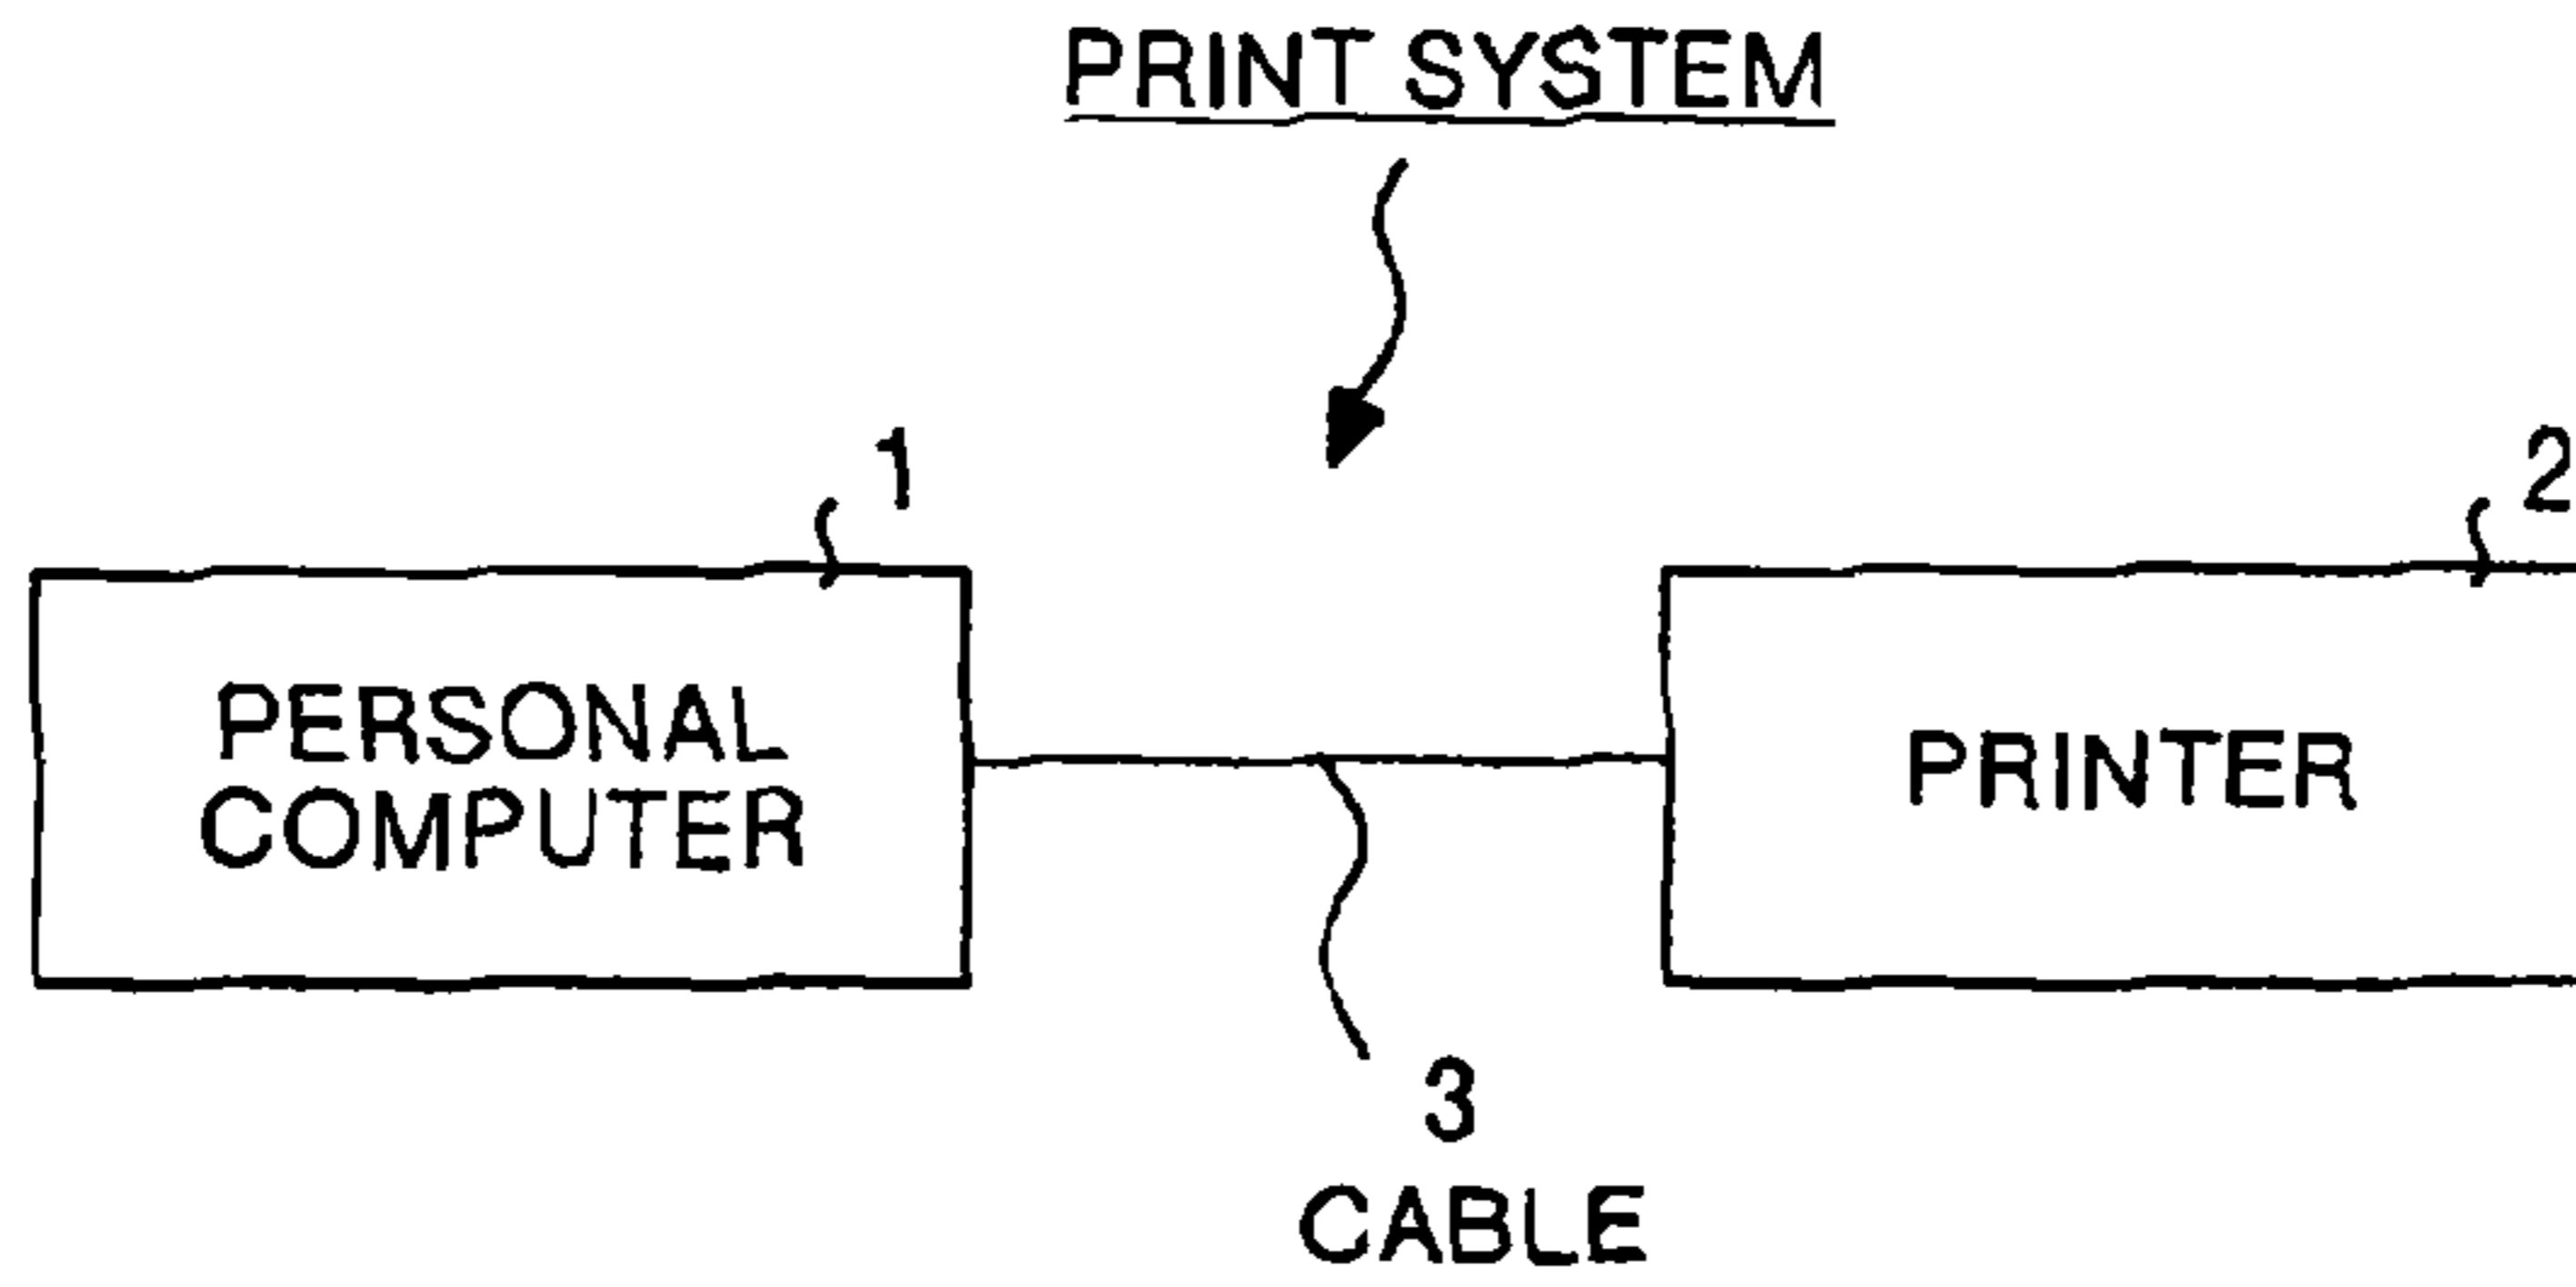 PRINT SYSTEM
1
2
PERSONAL
COMPUTER
PRINTER
3
CABLE